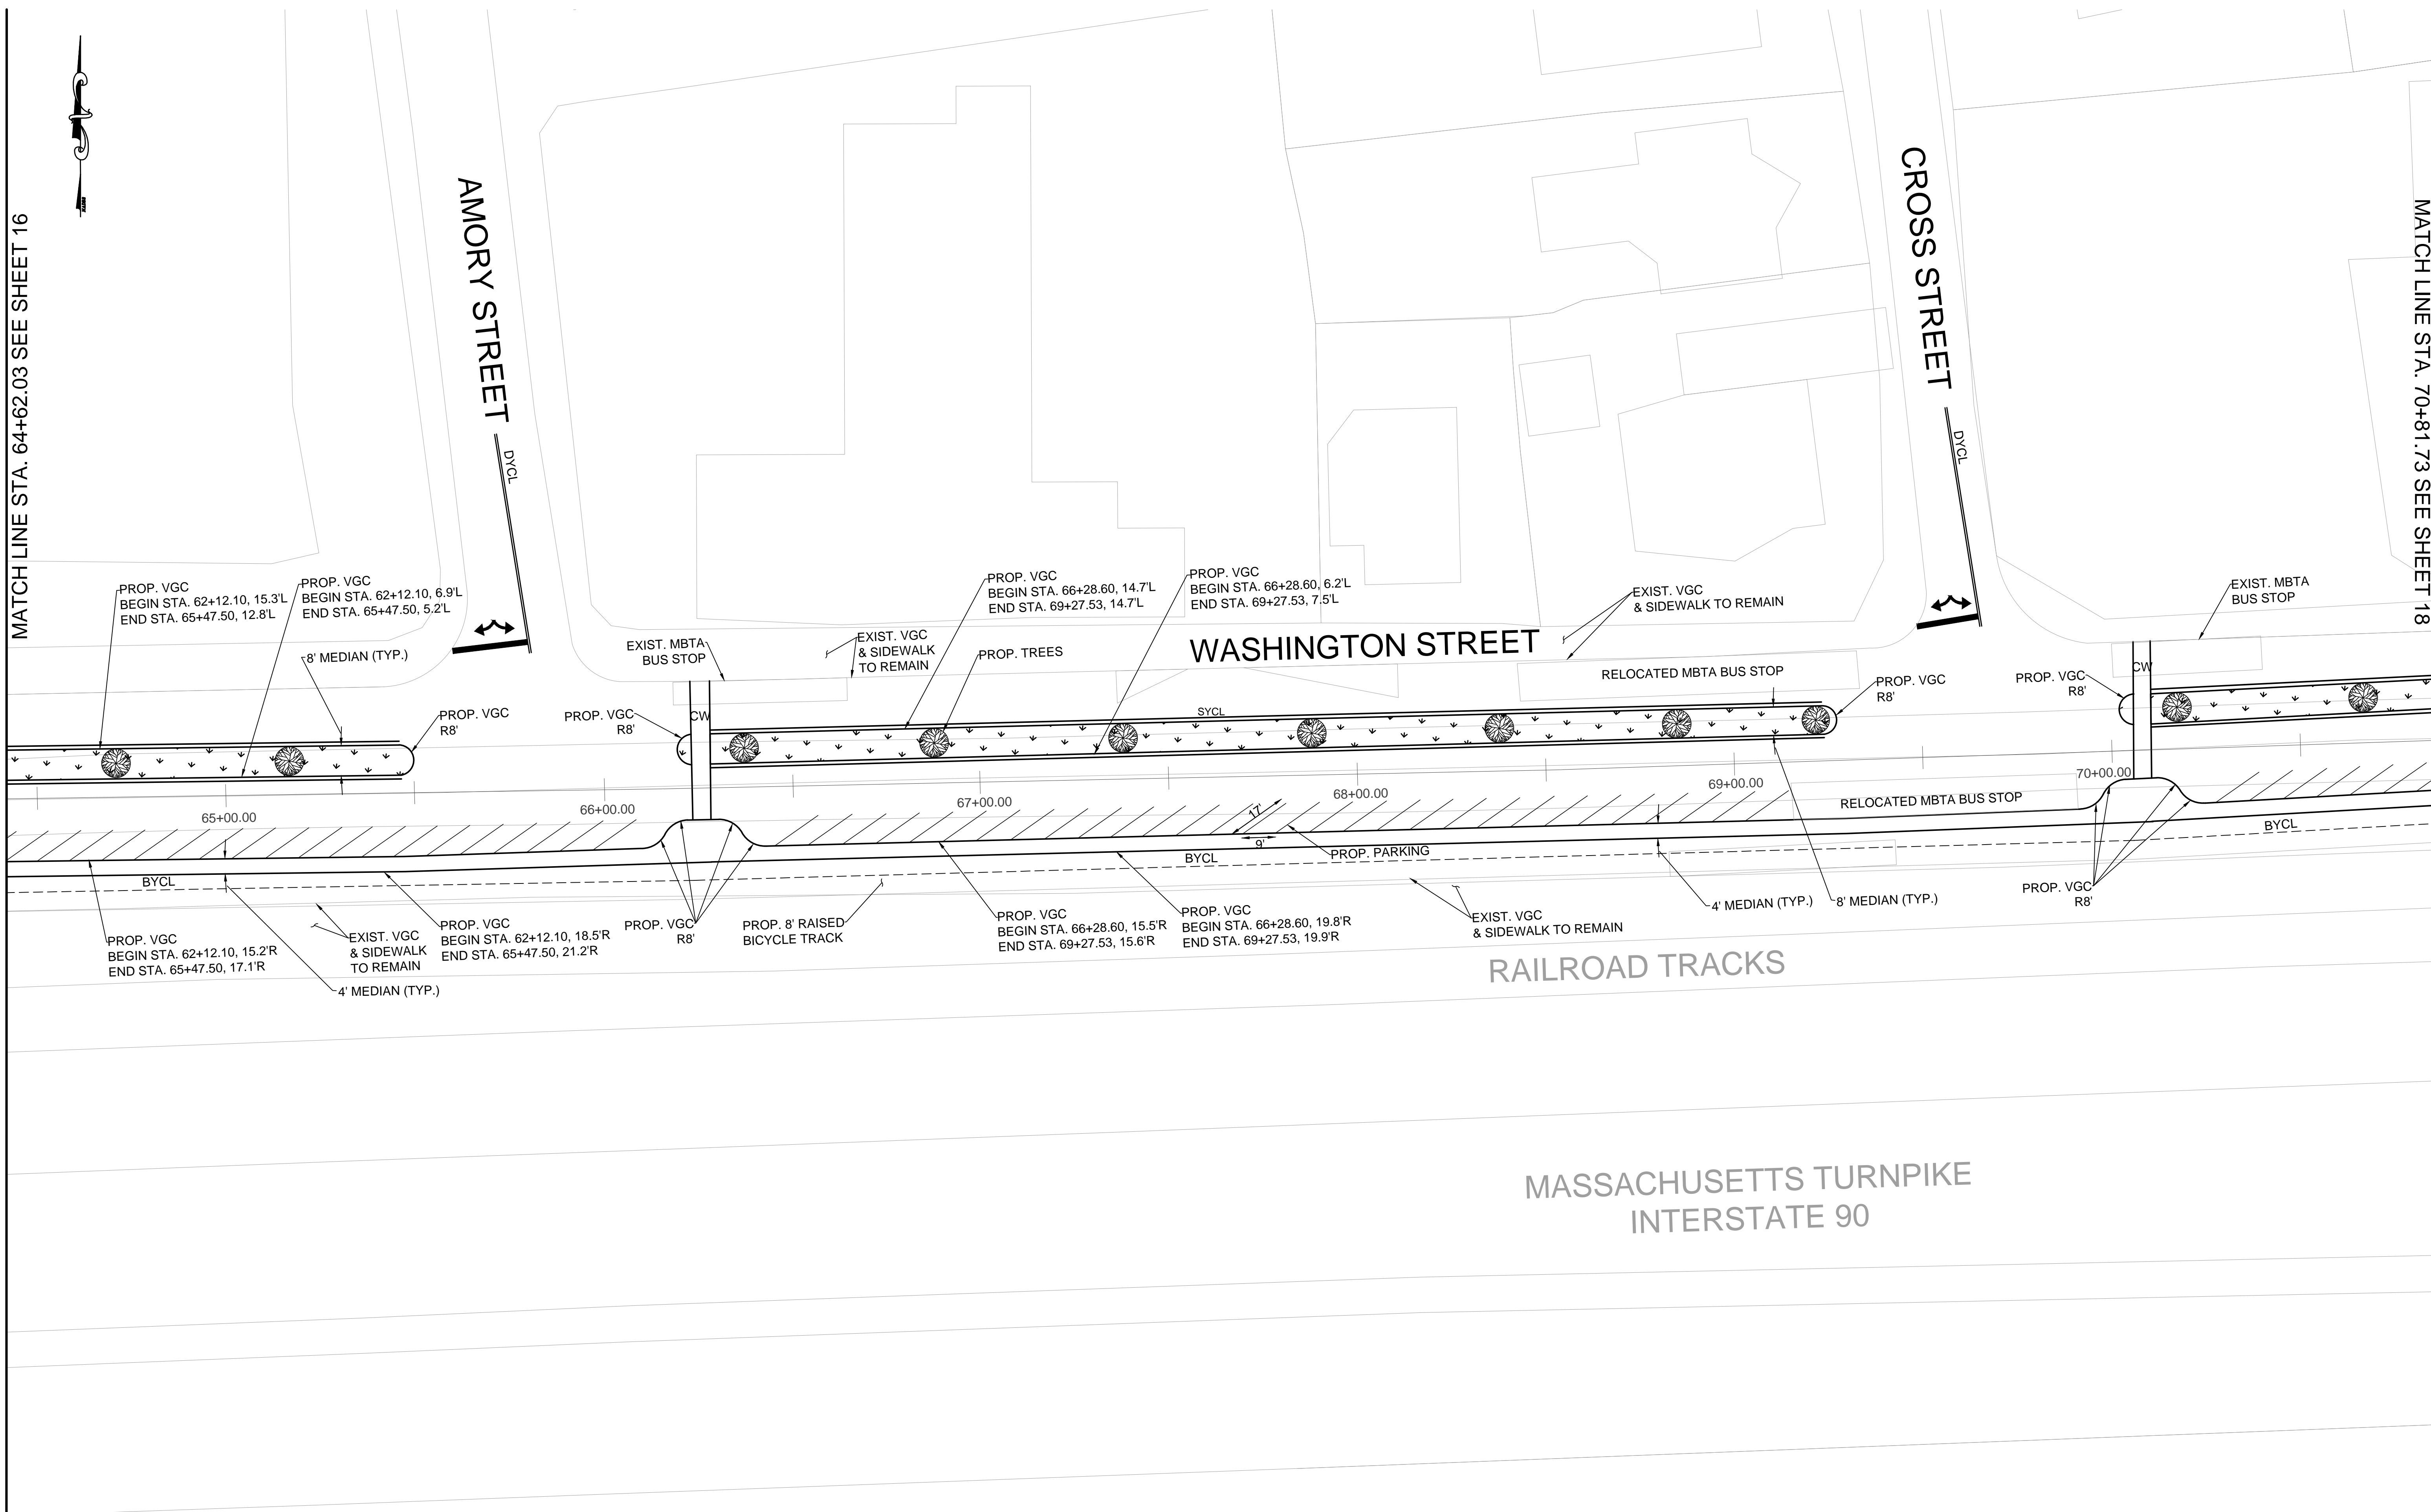 MATCH LINE STA. 64+62.03 SEE SHEET 16
NORTH
AMORY STREET
DYCL
CROSS STREET
DYCL
MATCH LINE STA. 70+81.73 SEE SHEET 18
PROP. VGC
BEGIN STA. 62+12.10, 15.3'L
END STA. 65+47.50, 12.8'L
PROP. VGC
BEGIN STA. 62+12.10, 6.9'L
END STA. 65+47.50, 5.2'L
8' MEDIAN (TYP.)
PROP. VGC
R8'
PROP. VGC
R8'
EXIST. MBTA
BUS STOP
CW
EXIST. VGC
& SIDEWALK
TO REMAIN
PROP. TREES
PROP. VGC
BEGIN STA. 66+28.60, 14.7'L
END STA. 69+27.53, 14.7'L
PROP. VGC
BEGIN STA. 66+28.60, 6.2'L
END STA. 69+27.53, 7.5'L
WASHINGTON STREET
SYCL
EXIST. VGC
& SIDEWALK TO REMAIN
RELOCATED MBTA BUS STOP
PROP. VGC
R8'
PROP. VGC
R8'
CW
EXIST. MBTA
BUS STOP
65+00.00
66+00.00
67+00.00
68+00.00
69+00.00
70+00.00
17'
9'
PROP. PARKING
RELOCATED MBTA BUS STOP
BYCL
BYCL
BYCL
PROP. VGC
BEGIN STA. 62+12.10, 15.2'R
END STA. 65+47.50, 17.1'R
4' MEDIAN (TYP.)
EXIST. VGC
& SIDEWALK
TO REMAIN
PROP. VGC
BEGIN STA. 62+12.10, 18.5'R
END STA. 65+47.50, 21.2'R
PROP. VGC
R8'
PROP. 8' RAISED
BICYCLE TRACK
PROP. VGC
BEGIN STA. 66+28.60, 15.5'R
END STA. 69+27.53, 15.6'R
PROP. VGC
BEGIN STA. 66+28.60, 19.8'R
END STA. 69+27.53, 19.9'R
EXIST. VGC
& SIDEWALK TO REMAIN
4' MEDIAN (TYP.)
8' MEDIAN (TYP.)
PROP. VGC
R8'
RAILROAD TRACKS
MASSACHUSETTS TURNPIKE
INTERSTATE 90